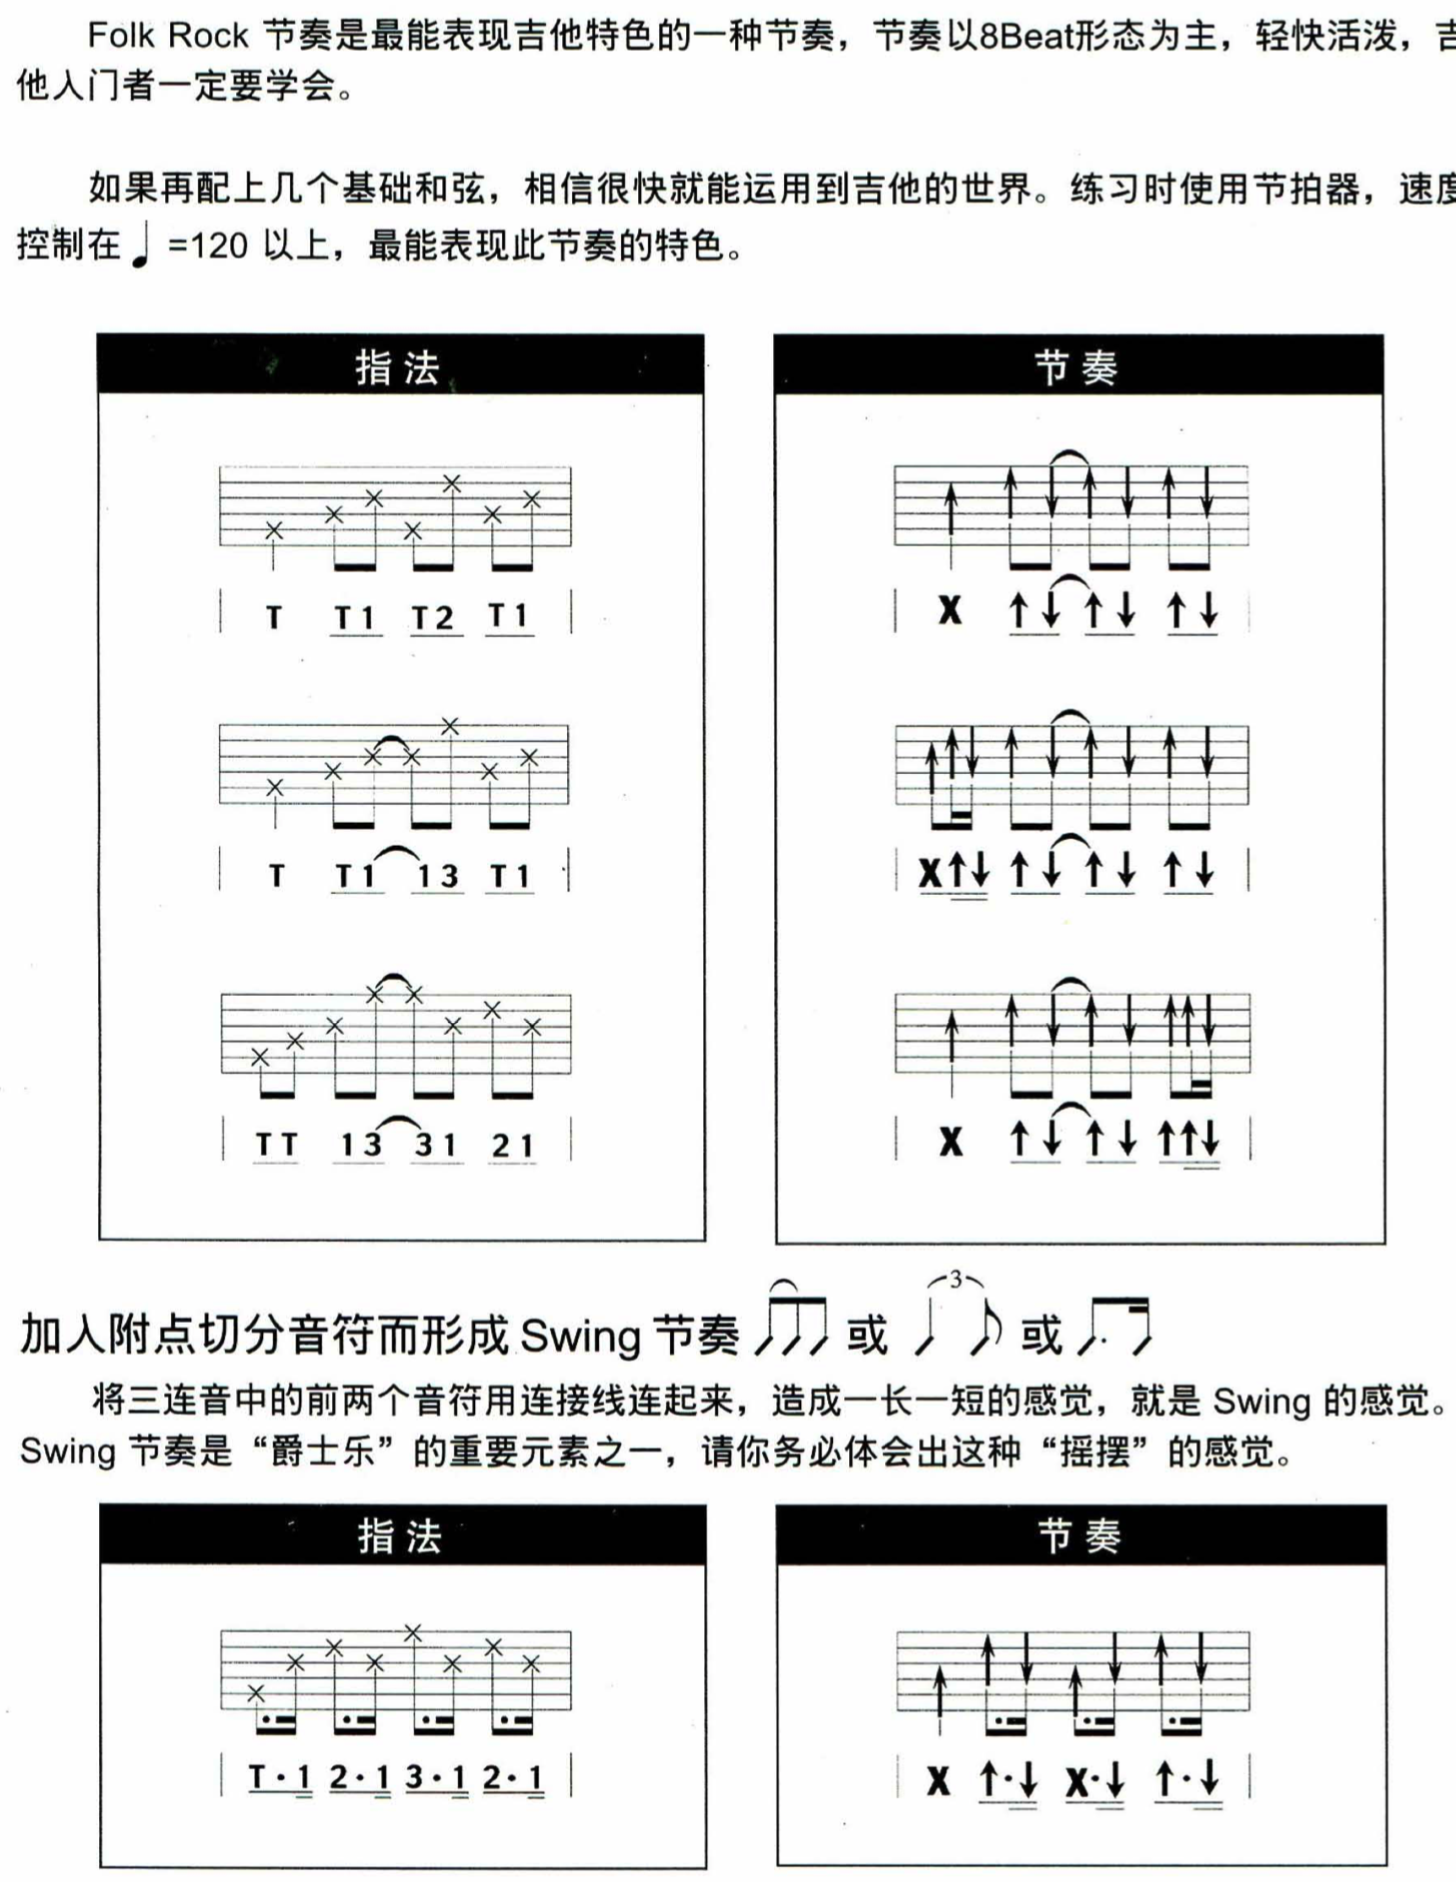 Folk Rock 节奏是最能表现吉他特色的一种节奏，节奏以8Beat形态为主，轻快活泼，吉
他入门者一定要学会。
如果再配上几个基础和弦，相信很快就能运用到吉他的世界。练习时使用节拍器，速度
控制在 ♩ =120 以上，最能表现此节奏的特色。
指法
T T1 T2 T1
T T1 13 T1
TT 13 31 21
节奏
X ↑↓ ↑↓ ↑↓
X↑↓ ↑↓ ↑↓ ↑↓
X ↑↓ ↑↓ ↑↑↓
加入附点切分音符而形成 Swing 节奏 或 3 或
将三连音中的前两个音符用连接线连起来，造成一长一短的感觉，就是 Swing 的感觉。
Swing 节奏是“爵士乐”的重要元素之一，请你务必体会出这种“摇摆”的感觉。
指法
T·1 2·1 3·1 2·1
节奏
X ↑·↓ X·↓ ↑·↓